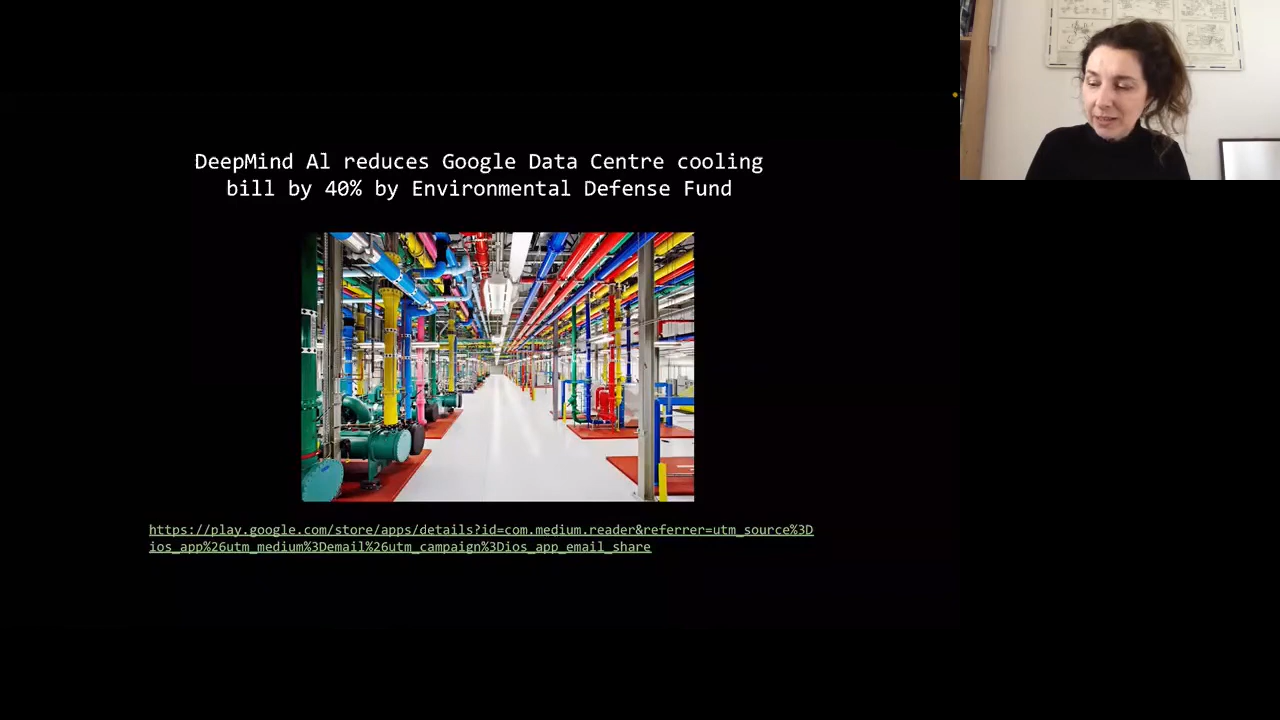 DeepMind Al reduces Google Data Centre cooling
bill by 40% by Environmental Defense Fund
https://play.google.com/store/apps/details?id=com.medium.reader&referrer=utm_source%3D
ios_app%26utm_medium%3Demail%26utm_campaign%3Dios_app_email_share